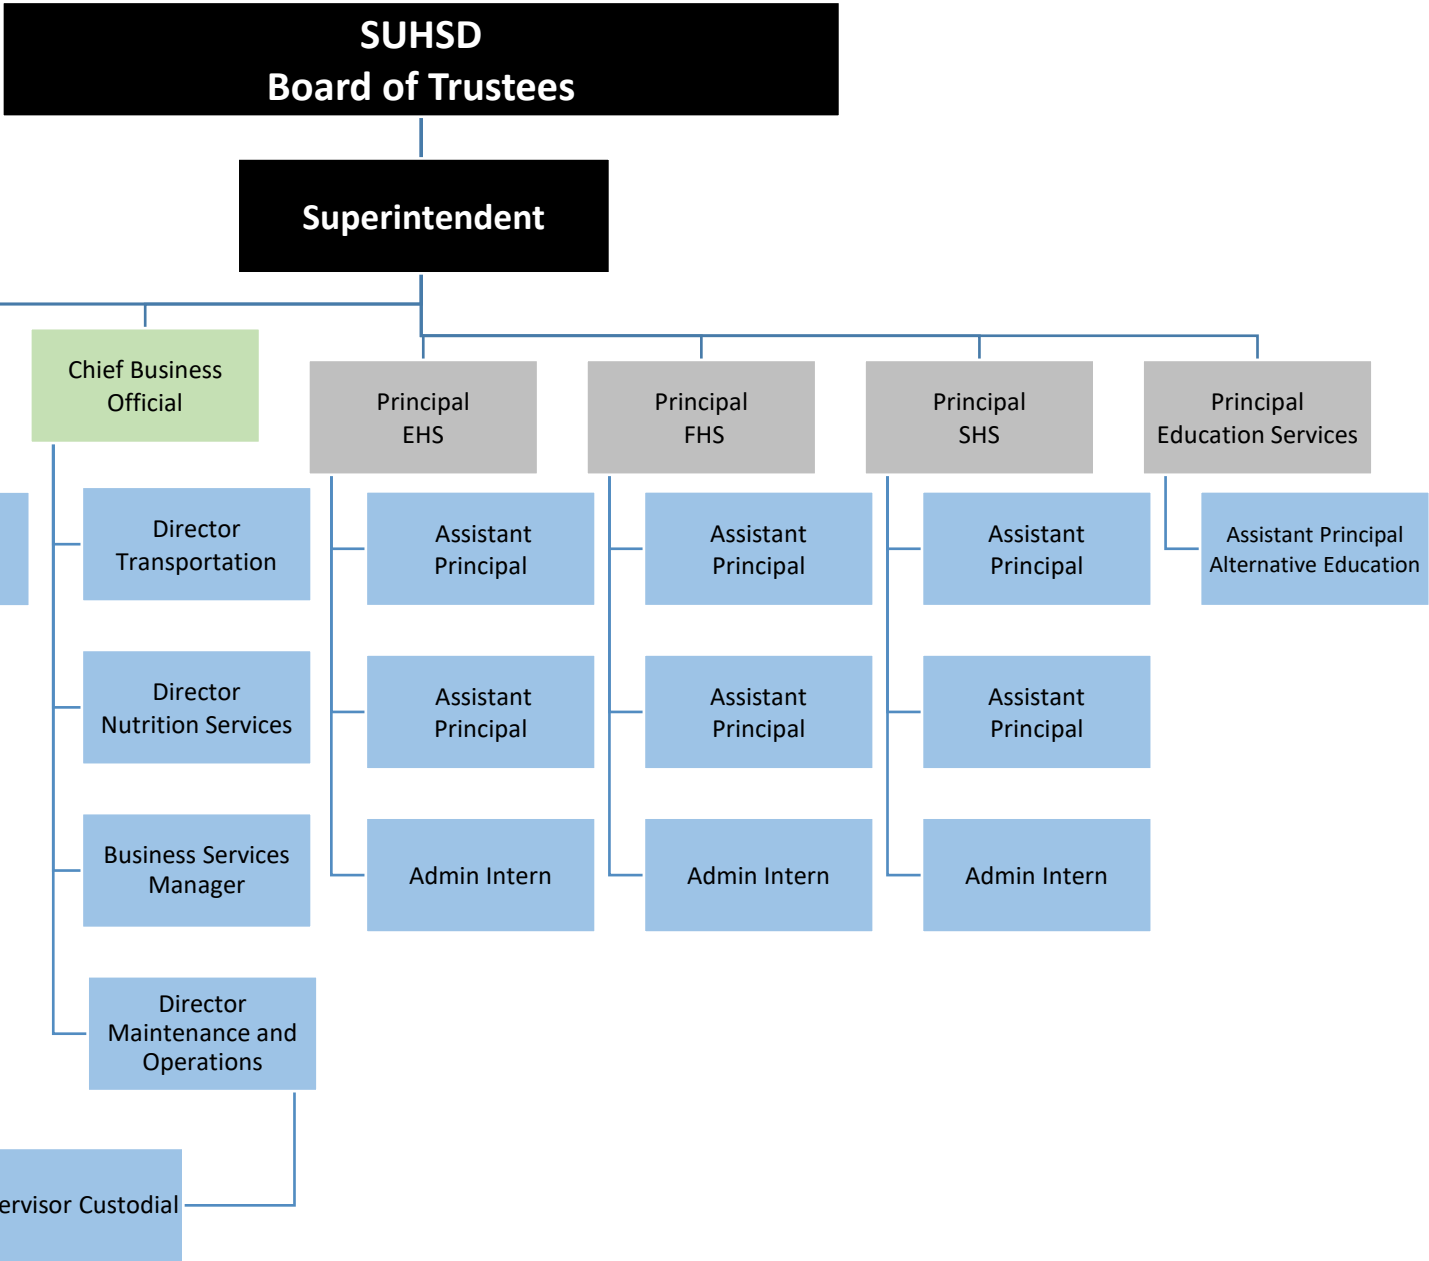 SUHSD
Board of Trustees
Superintendent
Chief Business
Official
Principal
EHS
Principal
FHS
Principal
SHS
Principal
Education Services
Director
Transportation
Assistant
Principal
Assistant
Principal
Assistant
Principal
Assistant Principal
Alternative Education
Director
Nutrition Services
Assistant
Principal
Assistant
Principal
Assistant
Principal
Business Services
Manager
Admin Intern
Admin Intern
Admin Intern
Director
Maintenance and
Operations
Custodial